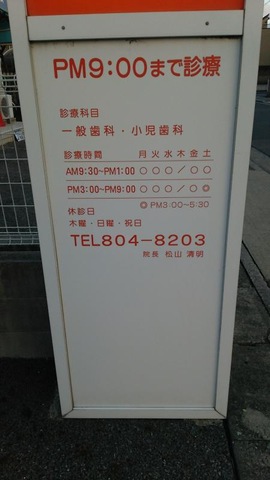 PM9:00まで診療
診療科目
一般歯科・小児歯科
診療時間 月 火 水 木 金 土
AM9:30~PM1:00 ○ ○ ○ / ○ ○
PM3:00~PM9:00 ○ ○ ○ / ○ ◎
◎ PM3:00~5:30
休診日
木曜・日曜・祝日
TEL804-8203
院長 松山 清明